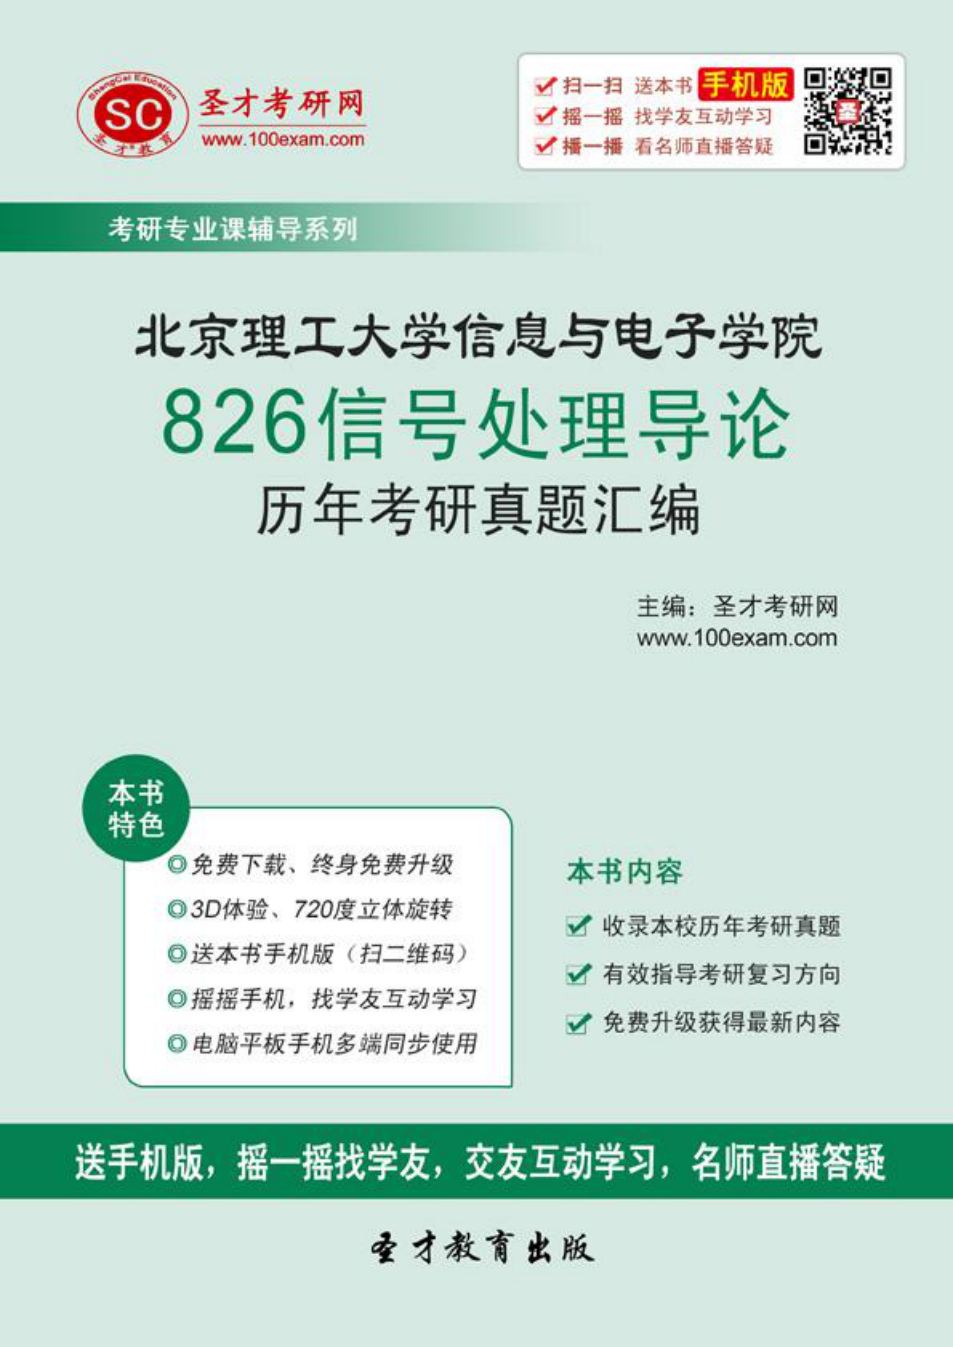 ShengCai Education
SC
圣才教育
圣才考研网
www.100exam.com
扫一扫 送本书 手机版
摇一摇 找学友互动学习
播一播 看名师直播答疑
圣
考研专业课辅导系列
北京理工大学信息与电子学院
826信号处理导论
历年考研真题汇编
主编：圣才考研网
www.100exam.com
本书
特色
◎免费下载、终身免费升级
◎3D体验、720度立体旋转
◎送本书手机版（扫二维码）
◎摇摇手机，找学友互动学习
◎电脑平板手机多端同步使用
本书内容
收录本校历年考研真题
有效指导考研复习方向
免费升级获得最新内容
送手机版，摇一摇找学友，交友互动学习，名师直播答疑
圣才教育出版